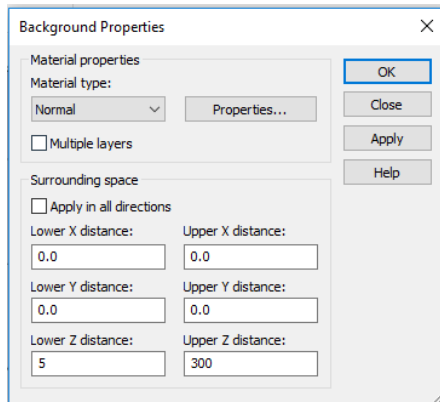 Background Properties
Material properties
Material type:
Normal
Properties...
Multiple layers
OK
Close
Apply
Help
Surrounding space
Apply in all directions
Lower X distance: Upper X distance:
0.0 0.0
Lower Y distance: Upper Y distance:
0.0 0.0
Lower Z distance: Upper Z distance:
5 300